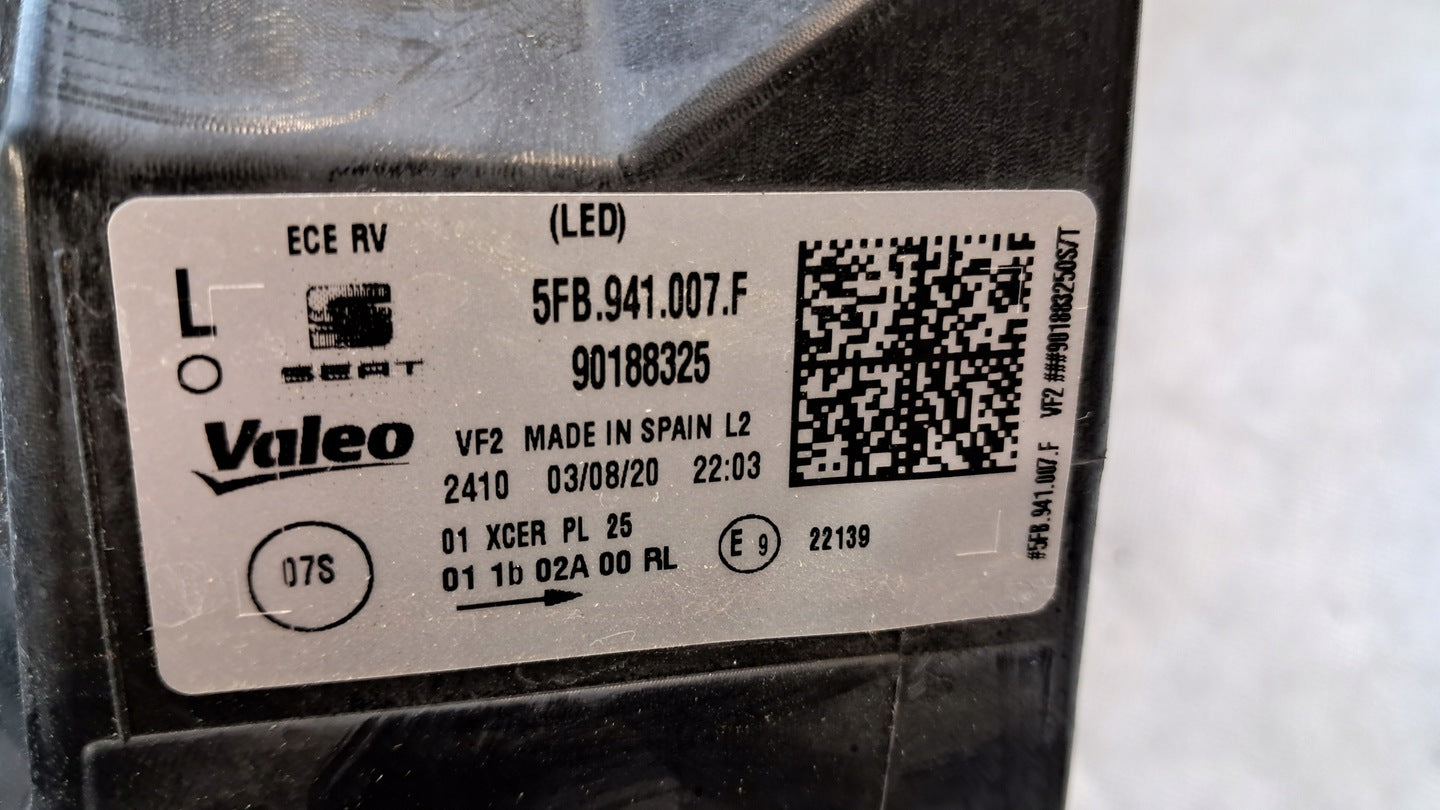 ECE RV
(LED)
L
O
SEAT
5FB.941.007.F
90188325
Valeo
VF2 MADE IN SPAIN L2
2410 03/08/20 22:03
07S
01 XCER PL 25
01 1b 02A 00 RL
E 9
22139
#5FB.941.007.F VF2 ###90188325OS/T